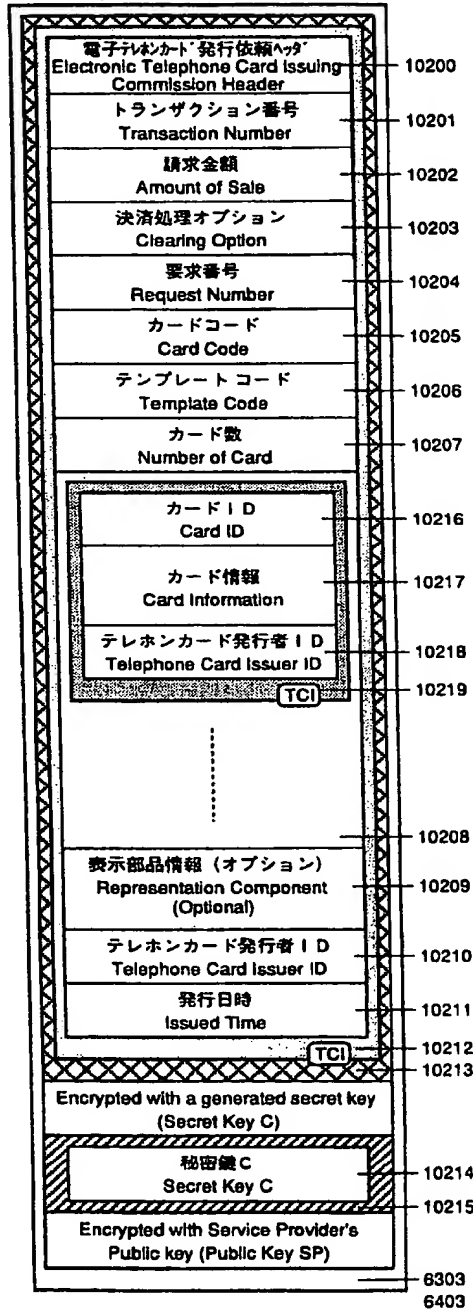 電子テレホンカード発行依頼ヘッダ
Electronic Telephone Card Issuing
Commission Header
10200
トランザクション番号
Transaction Number
10201
請求金額
Amount of Sale
10202
決済処理オプション
Clearing Option
10203
要求番号
Request Number
10204
カードコード
Card Code
10205
テンプレートコード
Template Code
10206
カード数
Number of Card
10207
カードID
Card ID
10216
カード情報
Card Information
10217
テレホンカード発行者ID
Telephone Card Issuer ID
10218
TCI
10219
10208
表示部品情報(オプション)
Representation Component
(Optional)
10209
テレホンカード発行者ID
Telephone Card Issuer ID
10210
発行日時
Issued Time
10211
10212
TCI
10213
Encrypted with a generated secret key
(Secret Key C)
秘密鍵C
Secret Key C
10214
10215
Encrypted with Service Provider's
Public key (Public Key SP)
6303
6403